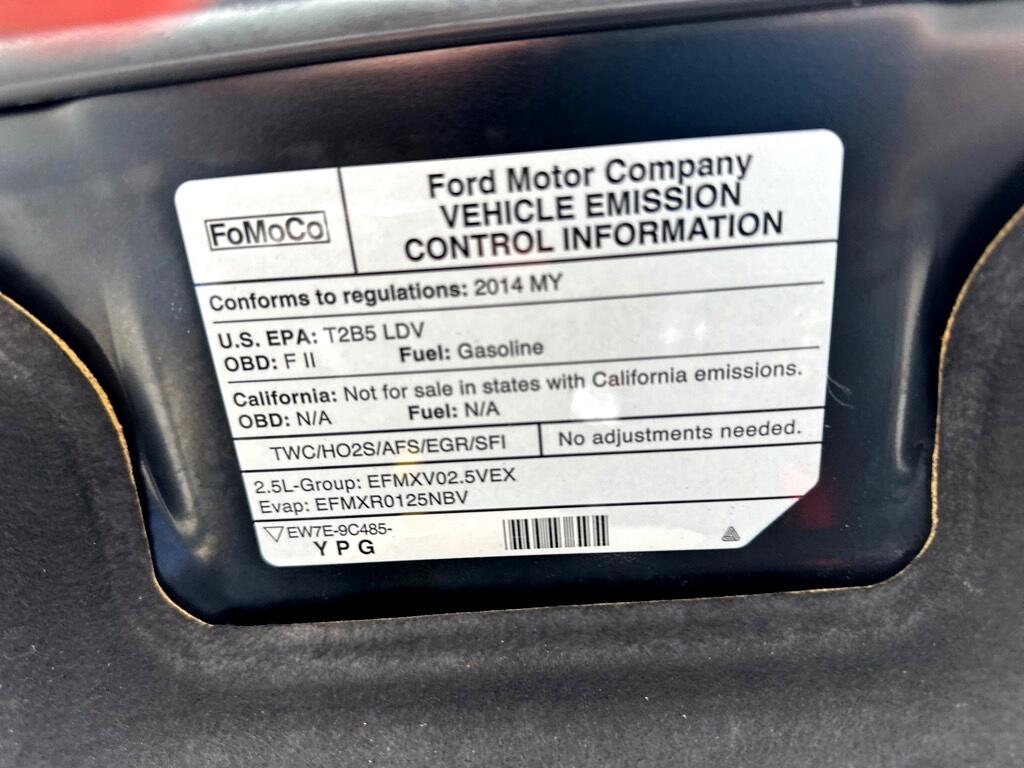 FoMoCo
Ford Motor Company
VEHICLE EMISSION
CONTROL INFORMATION
Conforms to regulations: 2014 MY
U.S. EPA: T2B5 LDV
OBD: F II Fuel: Gasoline
California: Not for sale in states with California emissions.
OBD: N/A Fuel: N/A
TWC/HO2S/AFS/EGR/SFI No adjustments needed.
2.5L-Group: EFMXV02.5VEX
Evap: EFMXR0125NBV
EW7E-9C485-
Y P G